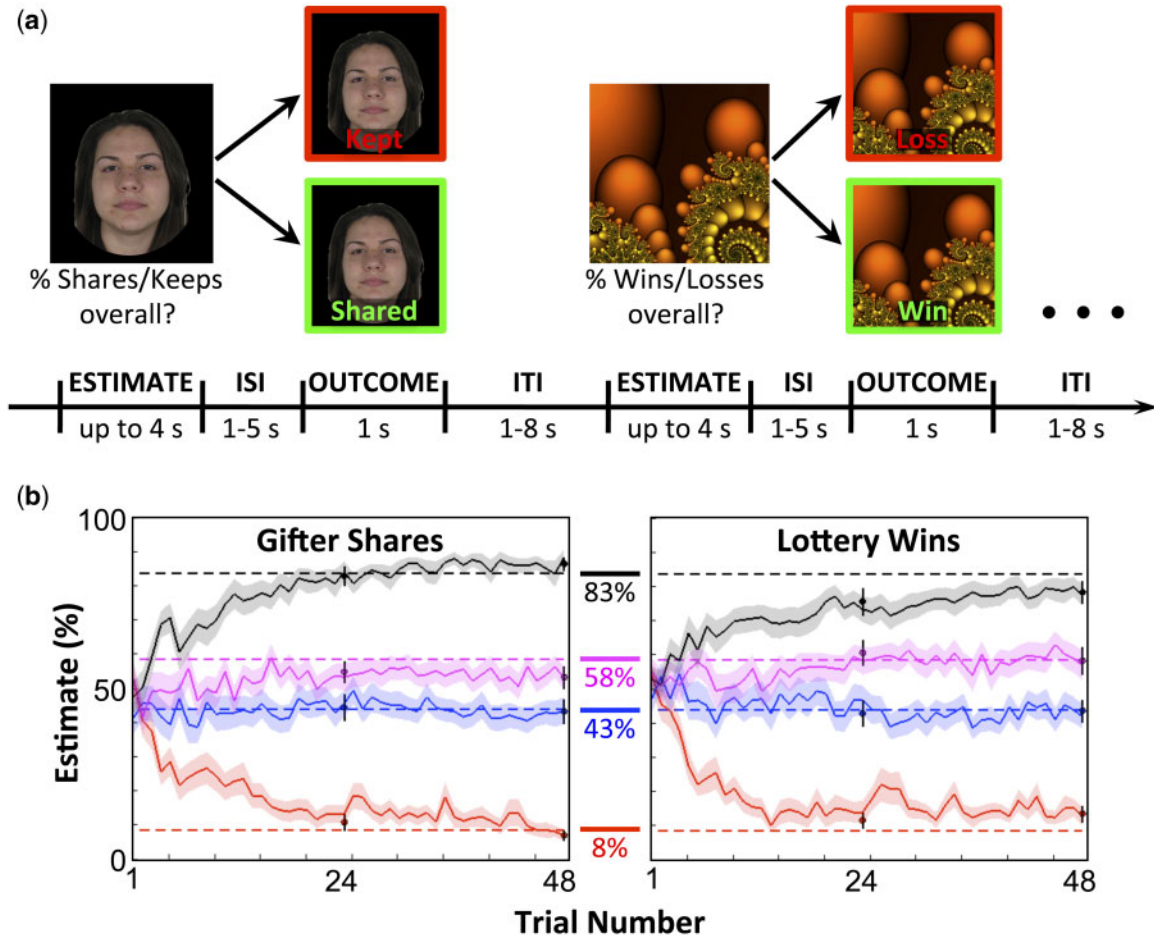 (a)
Kept
% Shares/Keeps
overall?
Shared
Loss
% Wins/Losses
overall?
Win
• • •
ESTIMATE ISI OUTCOME ITI ESTIMATE ISI OUTCOME ITI
up to 4 s 1-5 s 1 s 1-8 s up to 4 s 1-5 s 1 s 1-8 s
(b)
Gifter Shares
Lottery Wins
Estimate (%)
100
50
0
83%
58%
43%
8%
1 24 48
1 24 48
Trial Number